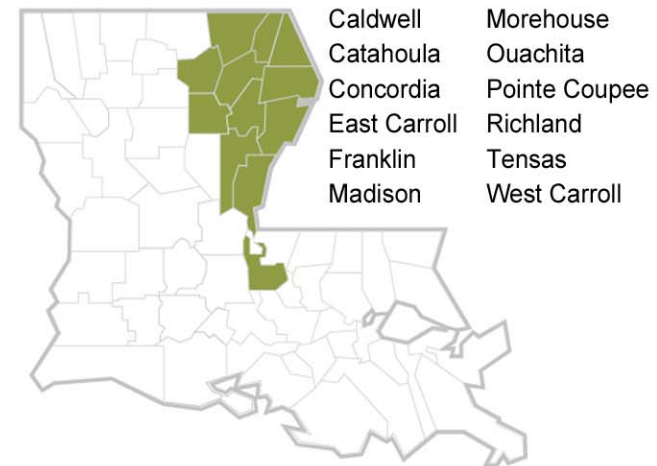 Caldwell Morehouse
Catahoula Ouachita
Concordia Pointe Coupee
East Carroll Richland
Franklin Tensas
Madison West Carroll